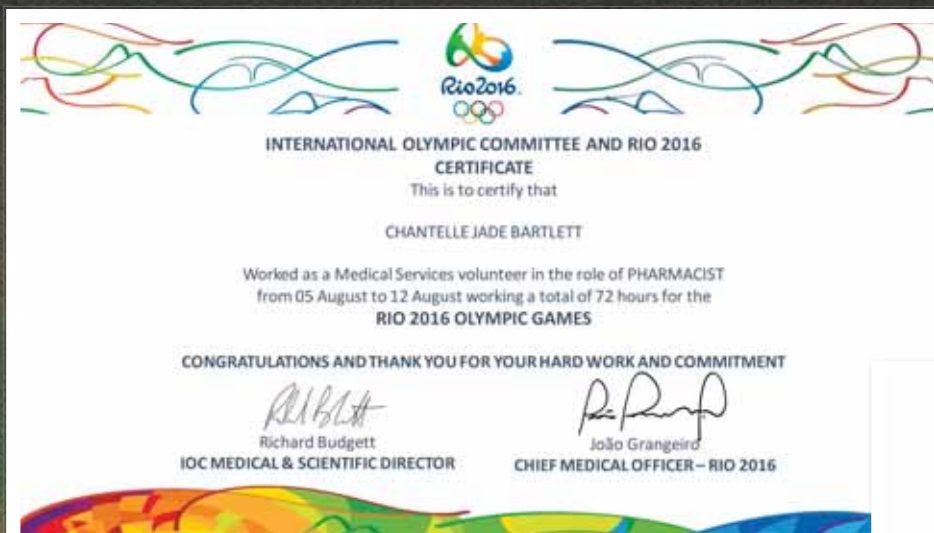 Rio2016.
INTERNATIONAL OLYMPIC COMMITTEE AND RIO 2016
CERTIFICATE
This is to certify that
CHANTELLE JADE BARTLETT
Worked as a Medical Services volunteer in the role of PHARMACIST
from 05 August to 12 August working a total of 72 hours for the
RIO 2016 OLYMPIC GAMES
CONGRATULATIONS AND THANK YOU FOR YOUR HARD WORK AND COMMITMENT
Richard Budgett
IOC MEDICAL & SCIENTIFIC DIRECTOR
João Grangeiro
CHIEF MEDICAL OFFICER – RIO 2016